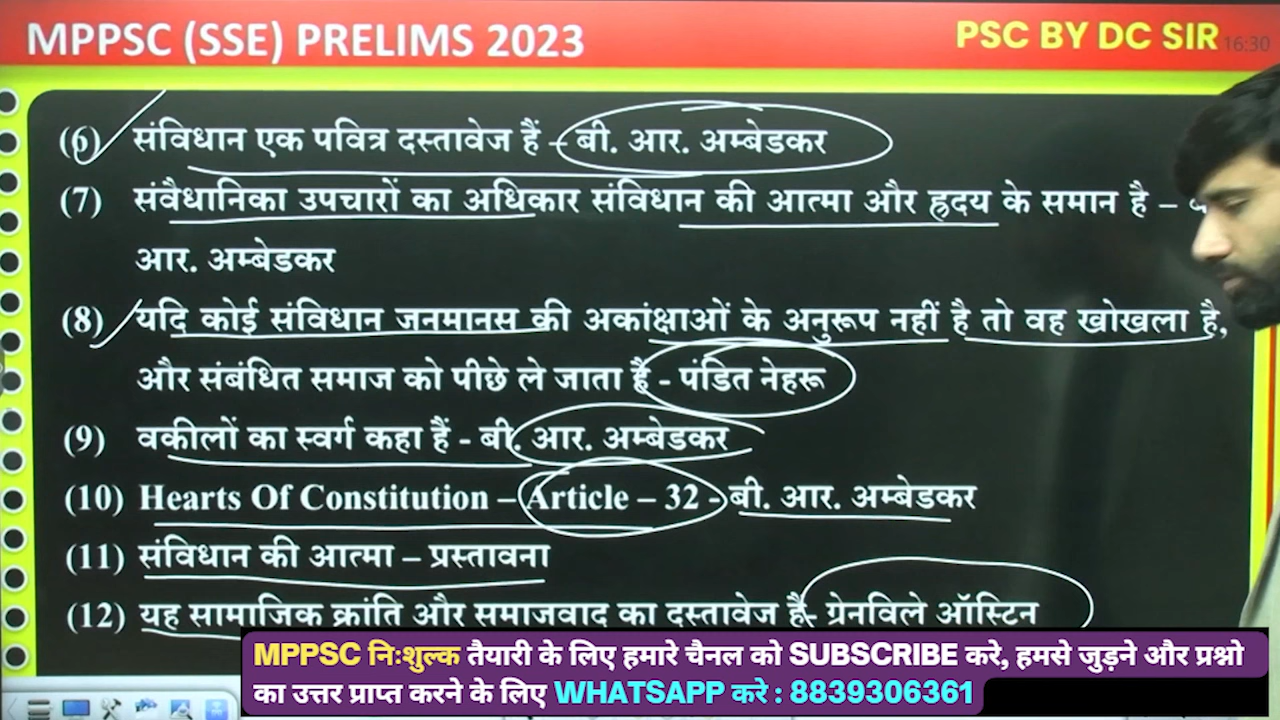 MPPSC (SSE) PRELIMS 2023
PSC BY DC SIR
16:30
(6) संविधान एक पवित्र दस्तावेज हैं – बी. आर. अम्बेडकर
(7) संवैधानिका उपचारों का अधिकार संविधान की आत्मा और ह्रदय के समान है –
आर. अम्बेडकर
(8) यदि कोई संविधान जनमानस की अकांक्षाओं के अनुरूप नहीं है तो वह खोखला है,
और संबंधित समाज को पीछे ले जाता है - पंडित नेहरू
(9) वकीलों का स्वर्ग कहा हैं - बी. आर. अम्बेडकर
(10) Hearts Of Constitution – Article – 32 - बी. आर. अम्बेडकर
(11) संविधान की आत्मा – प्रस्तावना
(12) यह सामाजिक क्रांति और समाजवाद का दस्तावेज हैं- ग्रेनविले ऑस्टिन
MPPSC निःशुल्क तैयारी के लिए हमारे चैनल को SUBSCRIBE करे, हमसे जुड़ने और प्रश्नो
का उत्तर प्राप्त करने के लिए WHATSAPP करे : 8839306361